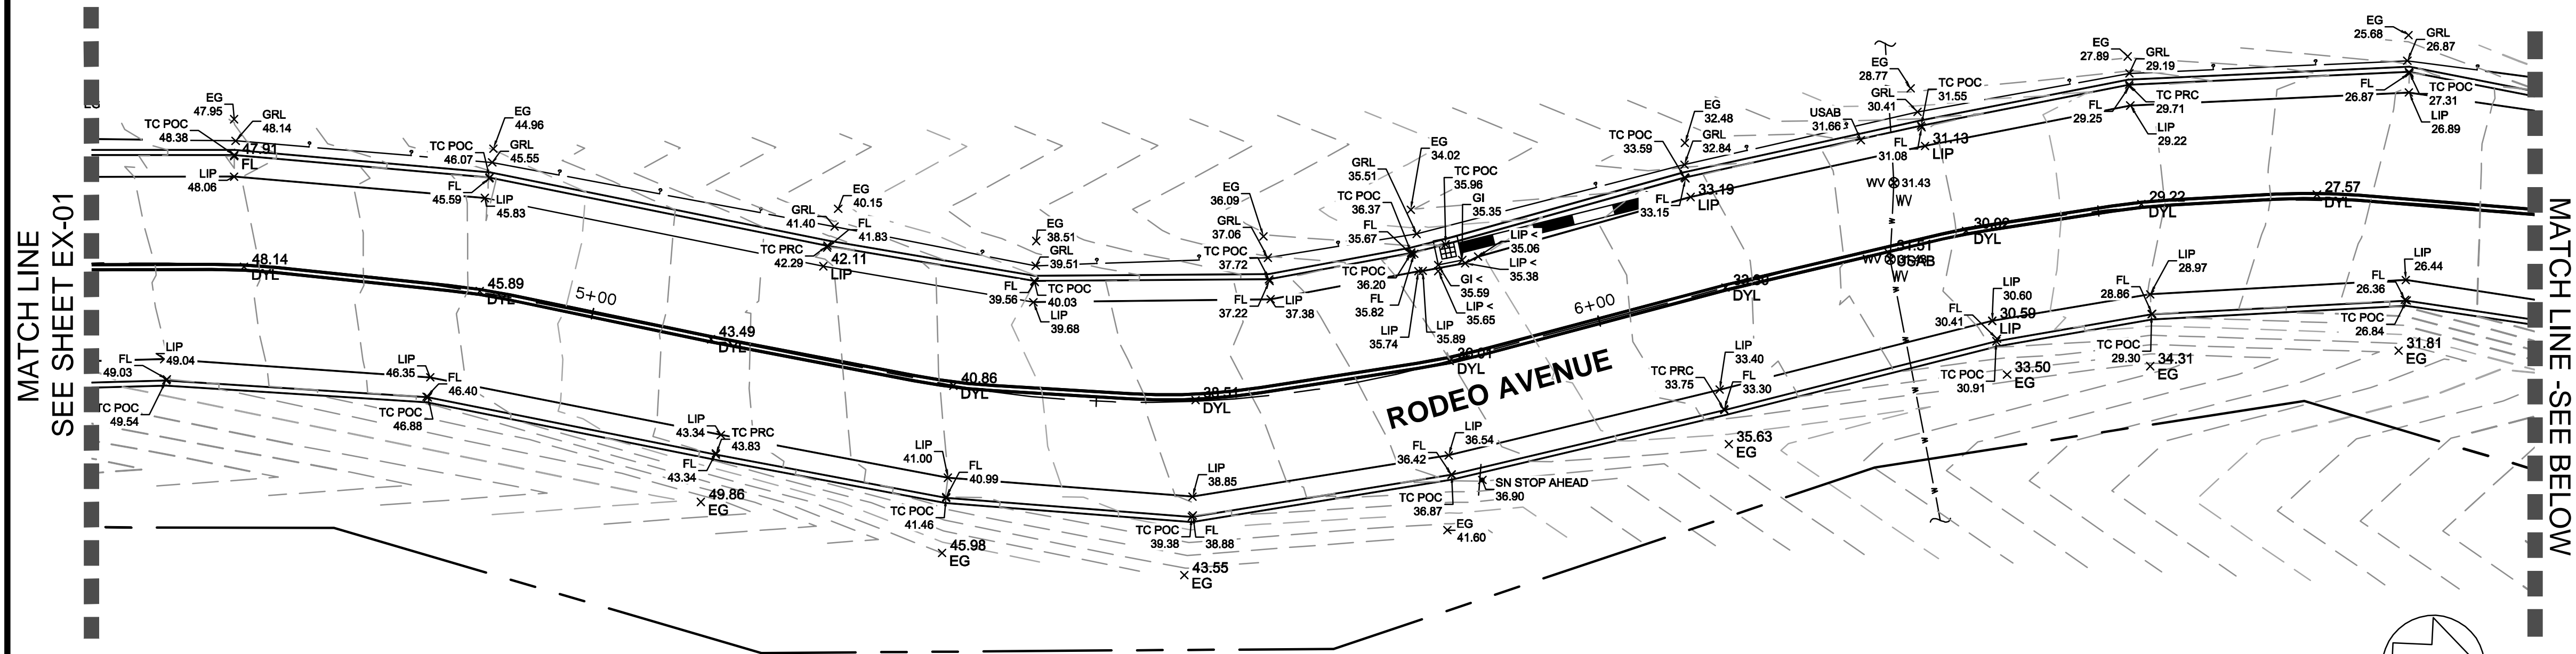 MATCH LINE
SEE SHEET EX-01
EG
47.95
GRL
48.14
TC POC
48.38
47.91
FL
LIP
48.06
EG
44.96
TC POC
46.07
GRL
45.55
FL
45.59
LIP
45.83
EG
40.15
GRL
41.40
FL
41.83
TC PRC
42.29
42.11
LIP
EG
38.51
GRL
39.51
FL
39.56
TC POC
40.03
LIP
39.68
EG
36.09
GRL
37.06
TC POC
37.72
FL
37.22
LIP
37.38
EG
34.02
GRL
35.51
TC POC
35.96
TC POC
36.37
GI
35.35
FL
35.67
LIP <
35.06
LIP <
35.38
TC POC
36.20
GI <
35.59
FL
35.82
LIP <
35.65
LIP
35.74
LIP
35.89
EG
32.48
TC POC
33.59
GRL
32.84
FL
33.15
33.19
LIP
EG
28.77
GRL
30.41
TC POC
31.55
USAB
31.66
31.13
LIP
FL
31.08
WV
31.43
WV
EG
27.89
GRL
29.19
TC PRC
29.71
FL
29.25
LIP
29.22
EG
25.68
GRL
26.87
FL
26.87
TC POC
27.31
LIP
26.89
48.14
DYL
45.89
DYL
5+00
43.49
DYL
40.86
DYL
38.51
DYL
DYL
6+00
DYL
31.51
WV
USAB
WV
DYL
29.22
DYL
27.57
DYL
RODEO AVENUE
FL
49.03
LIP
49.04
TC POC
49.54
LIP
46.35
FL
46.40
TC POC
46.88
LIP
43.34
TC PRC
43.83
FL
43.34
49.86
EG
LIP
41.00
FL
40.99
TC POC
41.46
45.98
EG
LIP
38.85
TC POC
39.38
FL
38.88
43.55
EG
FL
36.42
LIP
36.54
TC POC
36.87
SN STOP AHEAD
36.90
EG
41.60
LIP
33.40
TC PRC
33.75
FL
33.30
35.63
EG
LIP
30.60
FL
30.41
30.59
LIP
TC POC
30.91
33.50
EG
LIP
28.97
FL
28.86
TC POC
29.30
34.31
EG
LIP
26.44
FL
26.36
TC POC
26.84
31.81
EG
MATCH LINE -SEE BELOW